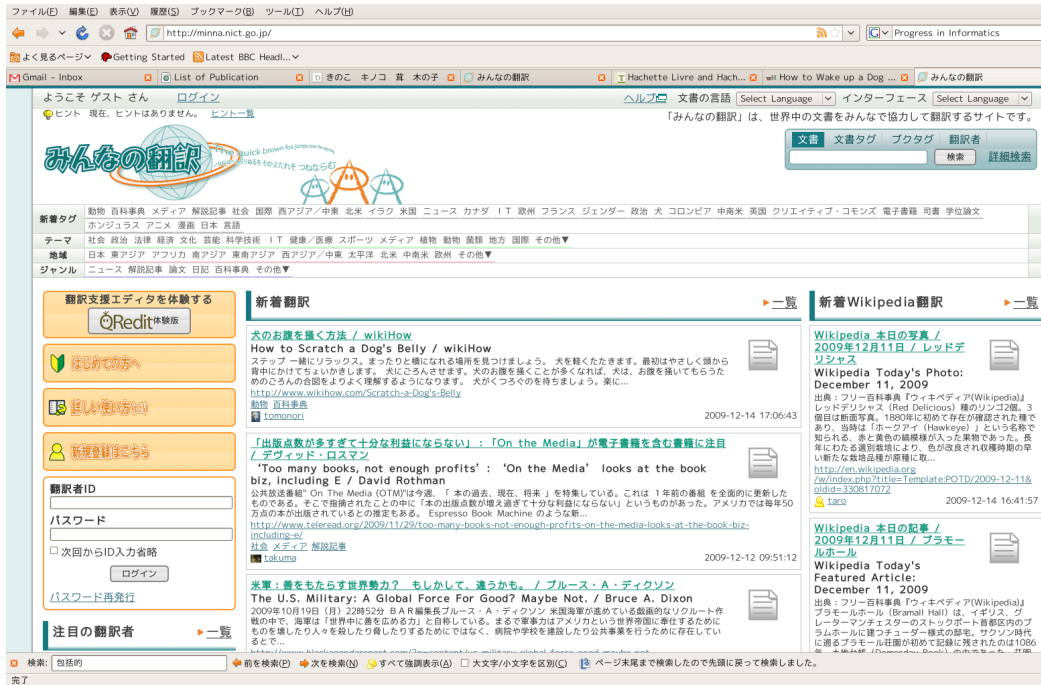 ファイル(F) 編集(E) 表示(V) 履歴(S) ブックマーク(B) ツール(T) ヘルプ(H)
http://minna.nict.go.jp/ Progress in Informatics
よく見るページ Getting Started Latest BBC Headl...
Gmail - Inbox List of Publication きのこ キノコ 茸 木の子 みんなの翻訳 Hachette Livre and Hach... How to Wake up a Dog ... みんなの翻訳
ようこそ ゲスト さん ログイン ヘルプ 文書の言語 Select Language インターフェース Select Language
ヒント 現在、ヒントはありません。 ヒント一覧 「みんなの翻訳」は、世界中の文書をみんなで協力して翻訳するサイトです。
文書 文書タグ ブクタグ 翻訳者
検索 詳細検索
みんなの翻訳
The quick brown fox jumps over
新着タグ 動物 百科事典 メディア 解説記事 社会 国際 西アジア／中東 北米 イラク 米国 ニュース カナダ ＩＴ 欧州 フランス ジェンダー 政治 犬 コロンビア 中南米 英国 クリエイティブ・コモンズ 電子書籍 司書 学位論文
ホンジュラス アニメ 漫画 日本 言語
テーマ 社会 政治 法律 経済 文化 芸能 科学技術 ＩＴ 健康／医療 スポーツ メディア 植物 動物 菌類 地方 国際 その他▼
地域 日本 東アジア アフリカ 南アジア 東南アジア 西アジア／中東 太平洋 北米 中南米 欧州 その他▼
ジャンル ニュース 解説記事 論文 日記 百科事典 その他▼
翻訳支援エディタを体験する
QRedit体験版
はじめての方へ
詳しい使い方
新規登録はこちら
翻訳者ID
パスワード
次回からID入力省略
ログイン
パスワード再発行
注目の翻訳者 ▶一覧
新着翻訳 ▶一覧
犬のお腹を掻く方法 / wikiHow
How to Scratch a Dog's Belly / wikiHow
ステップ 一緒にリラックス。まったりと横になれる場所を見つけましょう。 犬を軽くたたきます。最初はやさしく頭から
背中にかけてちょいかきします。 犬にごろんさせます。犬のお腹を掻くことが多くなれば、犬は、お腹を掻いてもらうた
めのごろんの合図をよりよく理解するようになります。 犬がくつろぐのを待ちましょう。楽に...
http://www.wikihow.com/Scratch-a-Dog's-Belly
動物 百科事典
tomonori 2009-12-14 17:06:43
「出版点数が多すぎて十分な利益にならない」：「On the Media」が電子書籍を含む書籍に注目
/ デヴィッド・ロスマン
‘Too many books, not enough profits’: ‘On the Media’ looks at the book
biz, including E / David Rothman
公共放送番組" On The Media (OTM)"は今週、「 本の過去、現在、将来 」を特集している。これは 1年前の番組 を全面的に更新した
ものである。そこで指摘されたことの中に「本の出版点数が増え過ぎて十分な利益にならない」というものがあった。アメリカでは毎年50
万点の本が出版されているとの推定もある。 Espresso Book Machine のような新...
http://www.teleread.org/2009/11/29/too-many-books-not-enough-profits-on-the-media-looks-at-the-book-biz-
including-e/
社会 メディア 解説記事
takuma 2009-12-12 09:51:12
米軍：善をもたらす世界勢力？ もしかして、違うかも。 / ブルース・Ａ・ディクソン
The U.S. Military: A Global Force For Good? Maybe Not. / Bruce A. Dixon
2009年10月19日（月）22時52分 ＢＡＲ編集長ブルース・Ａ・ディクソン 米国海軍が進めている戯画的なリクルート作
戦の中で、海軍は「世界中に善を広める力」と自称している。まるで軍事力はアメリカという世界帝国に奉仕するために
ものを壊したり人々を殺したり脅したりするためにではなく、病院や学校を建設したり公共事業を行うために存在してい
るとで...
新着Wikipedia翻訳 ▶一覧
Wikipedia 本日の写真 /
2009年12月11日 / レッドデ
リシャス
Wikipedia Today's Photo:
December 11, 2009
出典：フリー百科事典『ウィキペディア(Wikipedia)』
レッドデリシャス（Red Delicious）種のリンゴ2個。3
個目は断面写真。1880年に初めて存在が確認された種で
あり、当時は「ホークアイ（Hawkeye）」という名称で
知られる、赤と黄色の縞模様が入った果物であった。長
年にわたる選別栽培により、色が改良され収穫時期の早
い新たな栽培品種が原種に取...
http://en.wikipedia.org
/w/index.php?title=Template:POTD/2009-12-11&
oldid=330817072
taro 2009-12-14 16:41:57
Wikipedia 本日の記事 /
2009年12月11日 / ブラモー
ルホール
Wikipedia Today's
Featured Article:
December 11, 2009
出典：フリー百科事典『ウィキペディア(Wikipedia)』
ブラモールホール（Bramall Hall）は、イギリス、グ
レーターマンチェスターのストックポート首都区内のブ
ラムホールに建つチューダー様式の邸宅。サクソン時代
に遡るブラモール荘園が初めて記録に残されたのは1086
検索: 包括的 前を検索(P) 次を検索(N) すべて強調表示(A) 大文字/小文字を区別(C) ページ末尾まで検索したので先頭に戻って検索しました。
完了